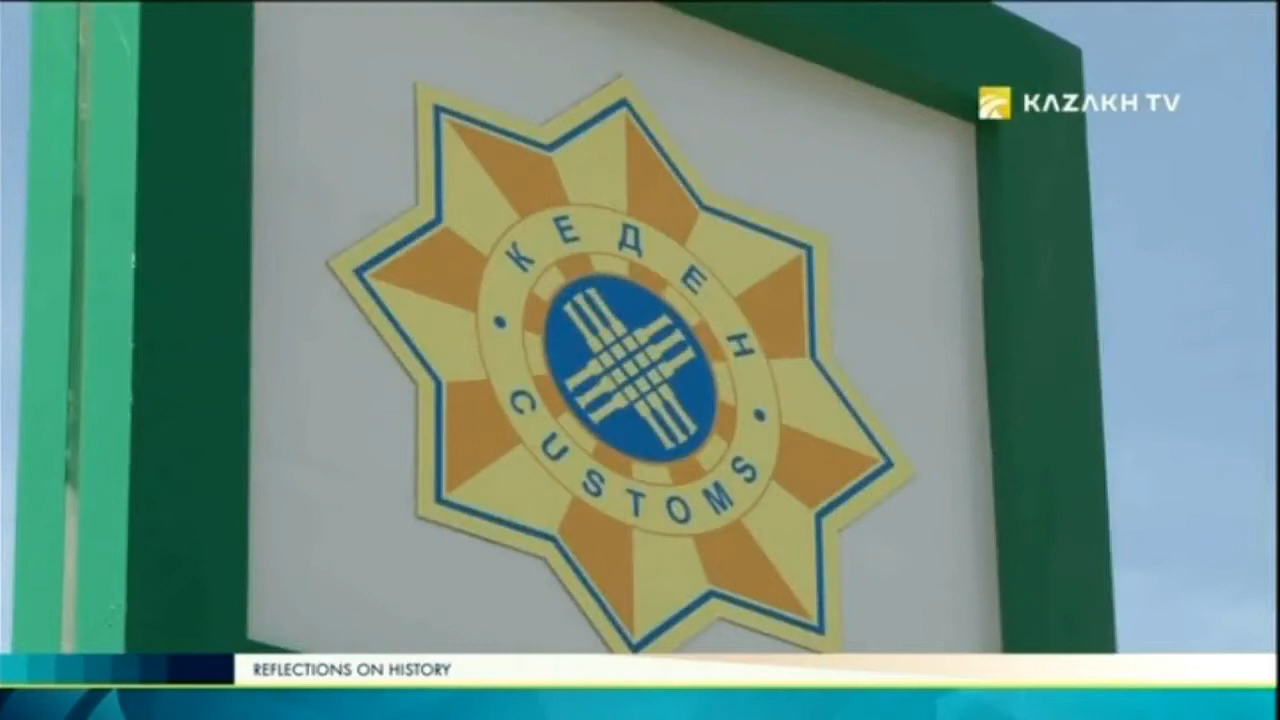 KAZAKH TV
КЕДЕН
CUSTOMS
REFLECTIONS ON HISTORY